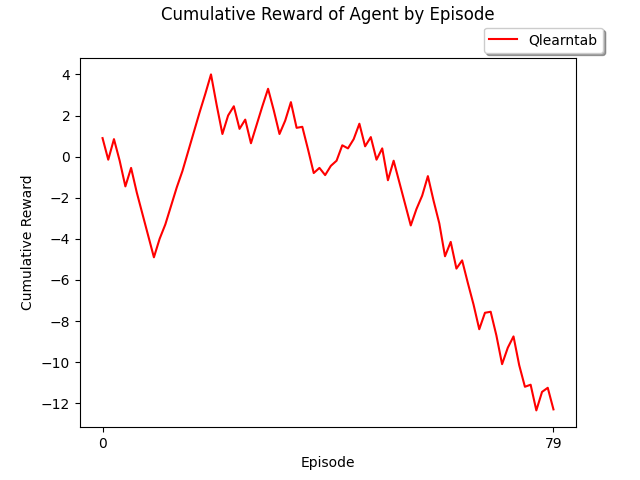 Cumulative Reward of Agent by Episode
Qlearntab
4
2
0
−2
−4
−6
−8
−10
−12
Cumulative Reward
0 79
Episode